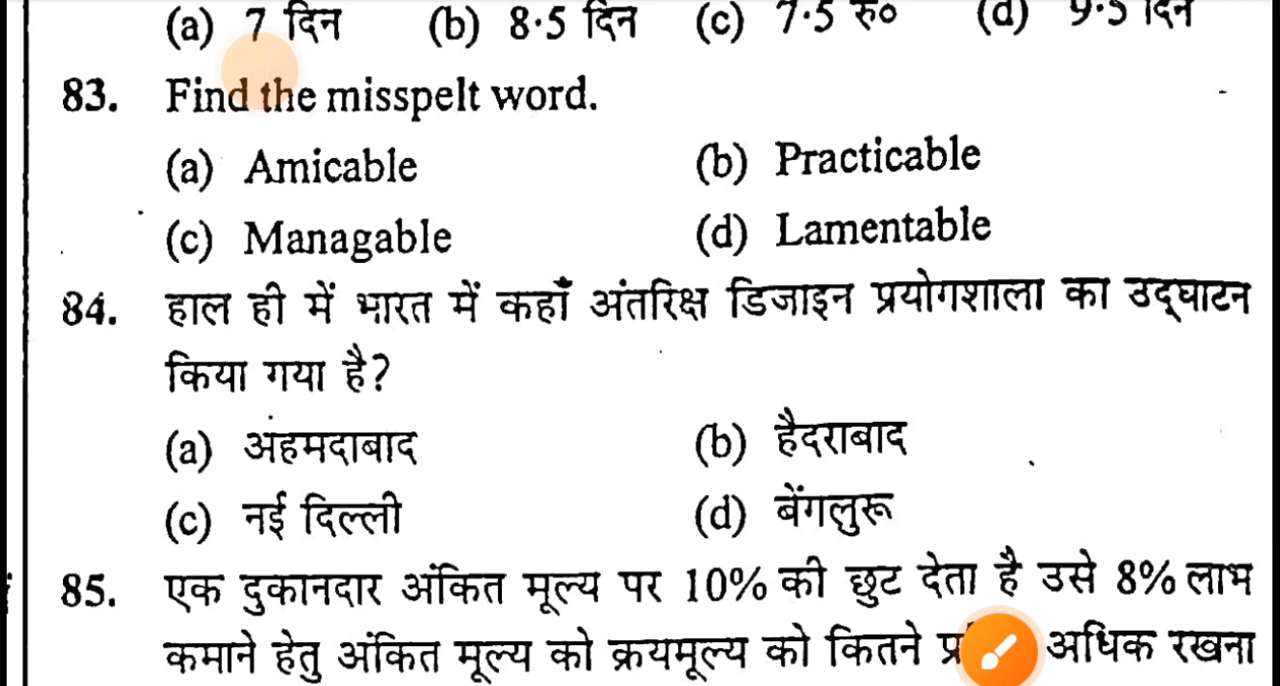 (a) 7 दिन (b) 8·5 दिन (c) 7·5 रु० (d) 9·5 दिन
83. Find the misspelt word.
(a) Amicable (b) Practicable
(c) Managable (d) Lamentable
84. हाल ही में भारत में कहाँ अंतरिक्ष डिजाइन प्रयोगशाला का उद्घाटन
किया गया है?
(a) अहमदाबाद (b) हैदराबाद
(c) नई दिल्ली (d) बेंगलुरू
85. एक दुकानदार अंकित मूल्य पर 10% की छुट देता है उसे 8% लाभ
कमाने हेतु अंकित मूल्य को क्रयमूल्य को कितने अधिक रखना